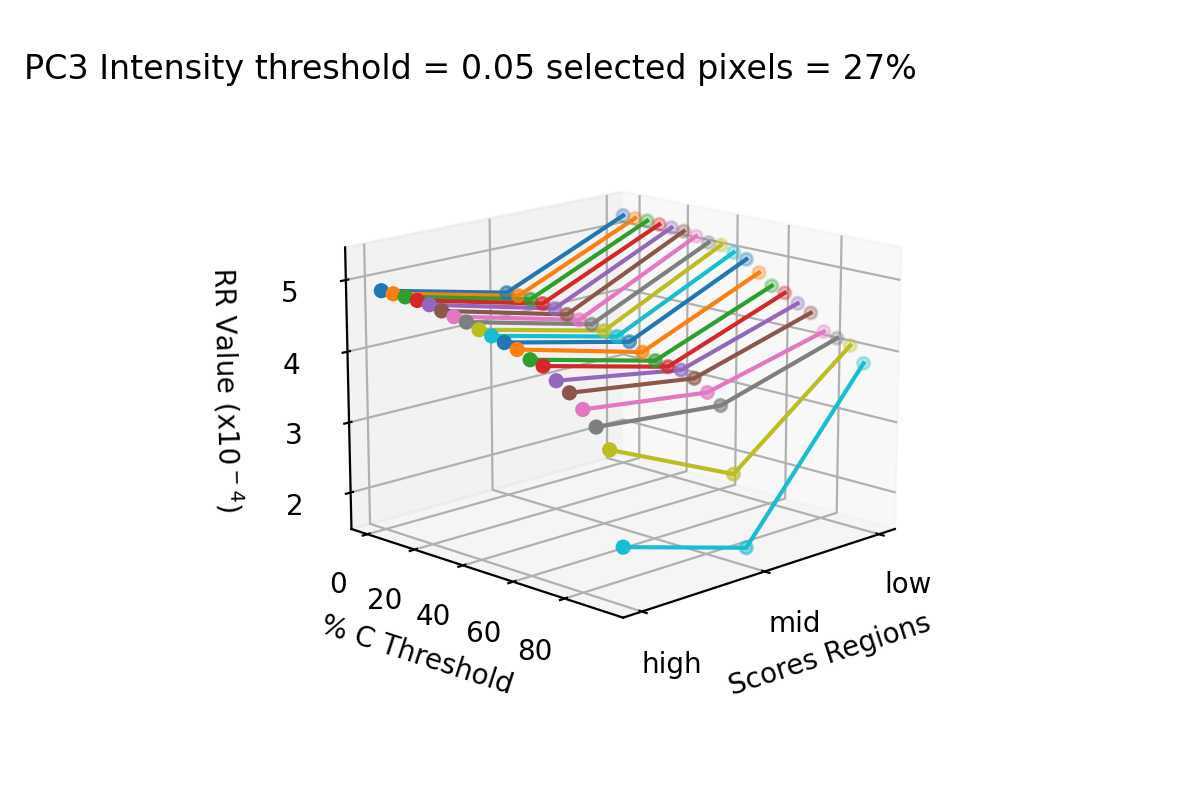 PC3 Intensity threshold = 0.05 selected pixels = 27%
RR Value (x10⁻⁴)
5
4
3
2
0
20
40
60
80
% C Threshold
high
mid
low
Scores Regions